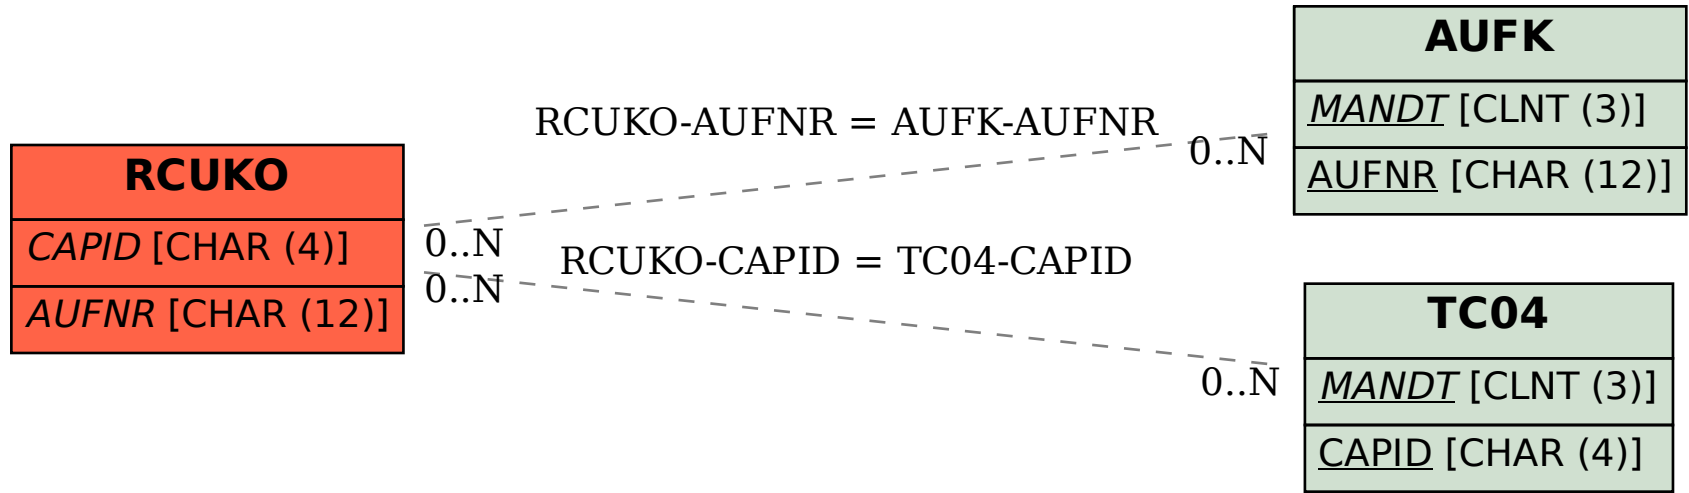 RCUKO
CAPID [CHAR (4)]
AUFNR [CHAR (12)]
RCUKO-AUFNR = AUFK-AUFNR
0..N
0..N
RCUKO-CAPID = TC04-CAPID
0..N
0..N
AUFK
MANDT [CLNT (3)]
AUFNR [CHAR (12)]
TC04
MANDT [CLNT (3)]
CAPID [CHAR (4)]